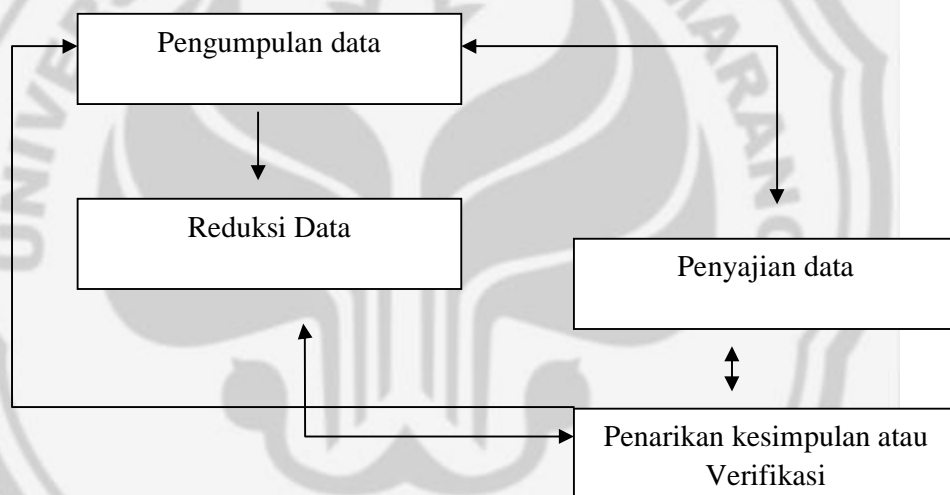 Pengumpulan data
Reduksi Data
Penyajian data
Penarikan kesimpulan atau
Verifikasi